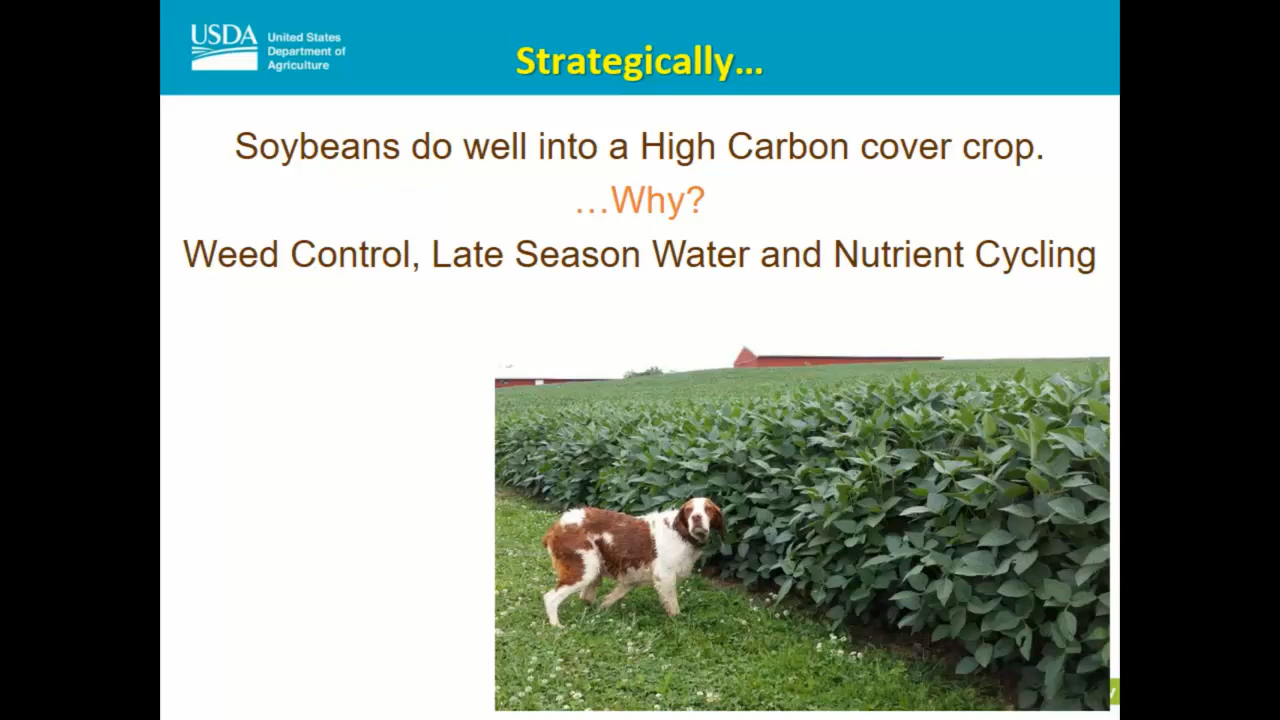 USDA
United States
Department of
Agriculture
Strategically...
Soybeans do well into a High Carbon cover crop.
...Why?
Weed Control, Late Season Water and Nutrient Cycling